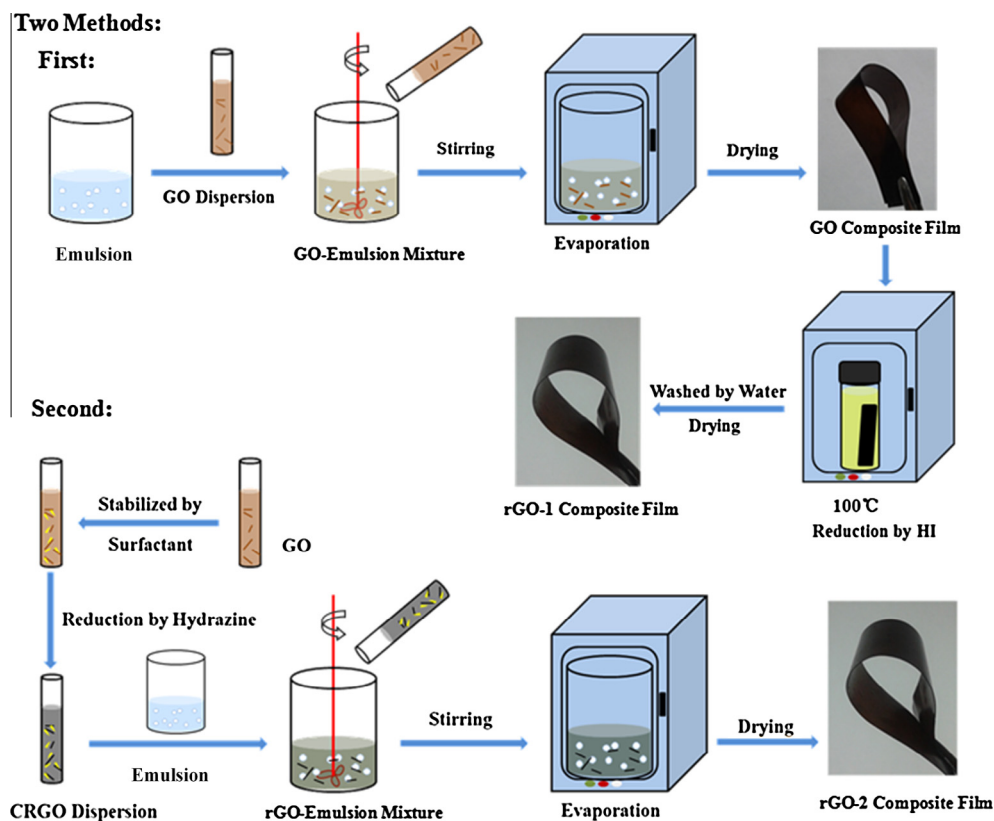 Two Methods:
First:
GO Dispersion
Stirring
Drying
Emulsion
GO-Emulsion Mixture
Evaporation
GO Composite Film
Washed by Water
Drying
rGO-1 Composite Film
100℃
Reduction by HI
Second:
Stabilized by
Surfactant
GO
Reduction by Hydrazine
Emulsion
Stirring
Drying
CRGO Dispersion
rGO-Emulsion Mixture
Evaporation
rGO-2 Composite Film